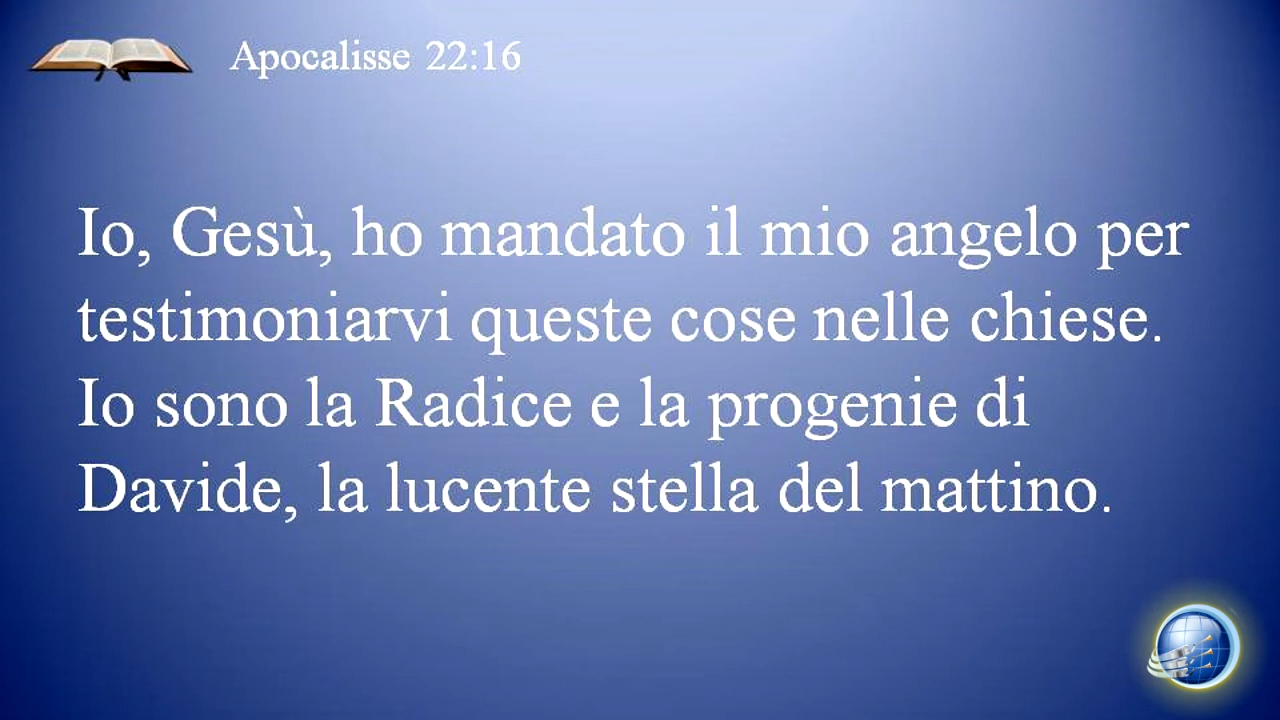 Apocalisse 22:16
Io, Gesù, ho mandato il mio angelo per
testimoniarvi queste cose nelle chiese.
Io sono la Radice e la progenie di
Davide, la lucente stella del mattino.